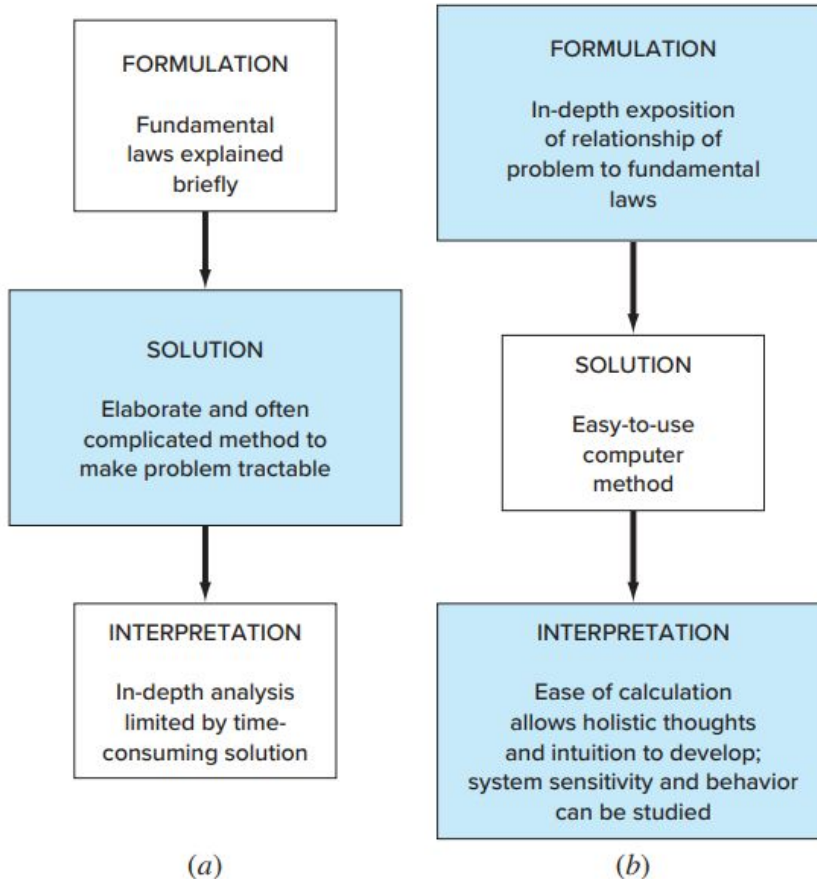 FORMULATION
Fundamental
laws explained
briefly
SOLUTION
Elaborate and often
complicated method to
make problem tractable
INTERPRETATION
In-depth analysis
limited by time-
consuming solution
(a)
FORMULATION
In-depth exposition
of relationship of
problem to fundamental
laws
SOLUTION
Easy-to-use
computer
method
INTERPRETATION
Ease of calculation
allows holistic thoughts
and intuition to develop;
system sensitivity and behavior
can be studied
(b)